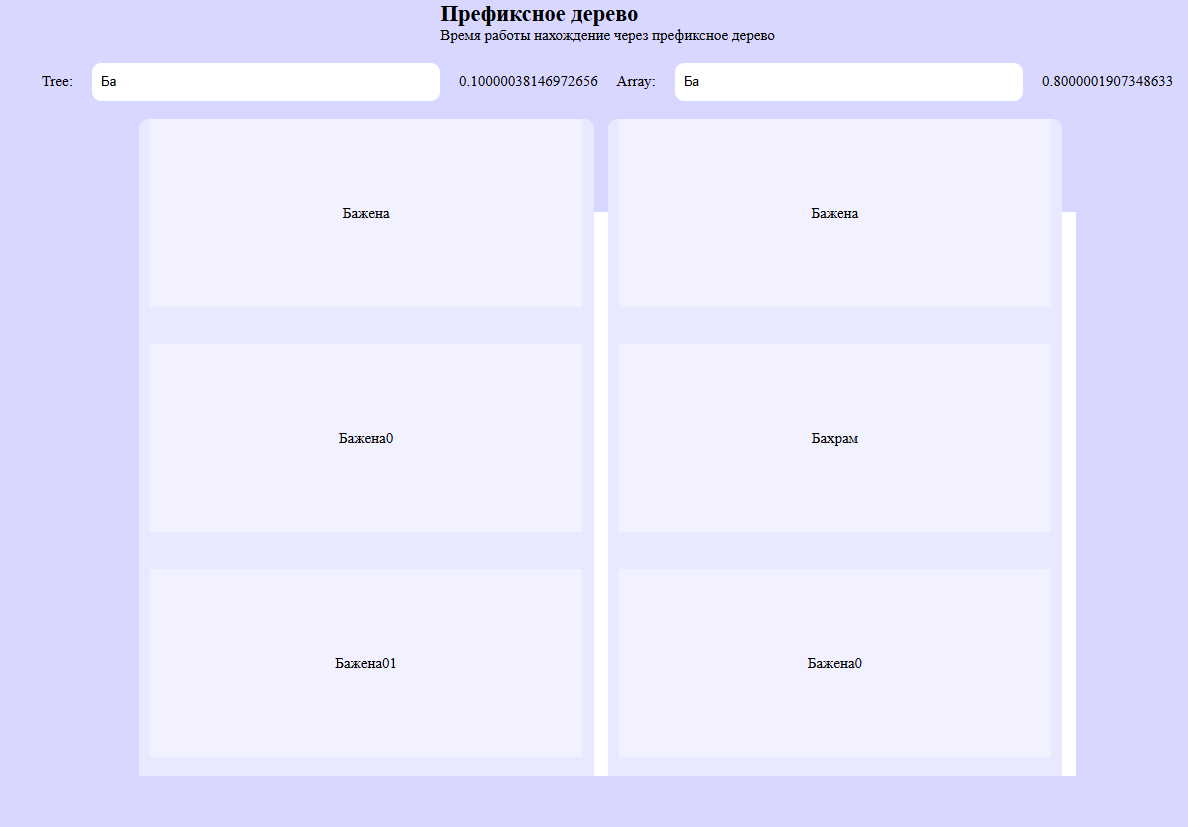 Префиксное дерево
Время работы нахождение через префиксное дерево
Tree: Ба 0.10000038146972656 Array: Ба 0.8000001907348633
Бажена Бажена
Бажена0 Бахрам
Бажена01 Бажена0